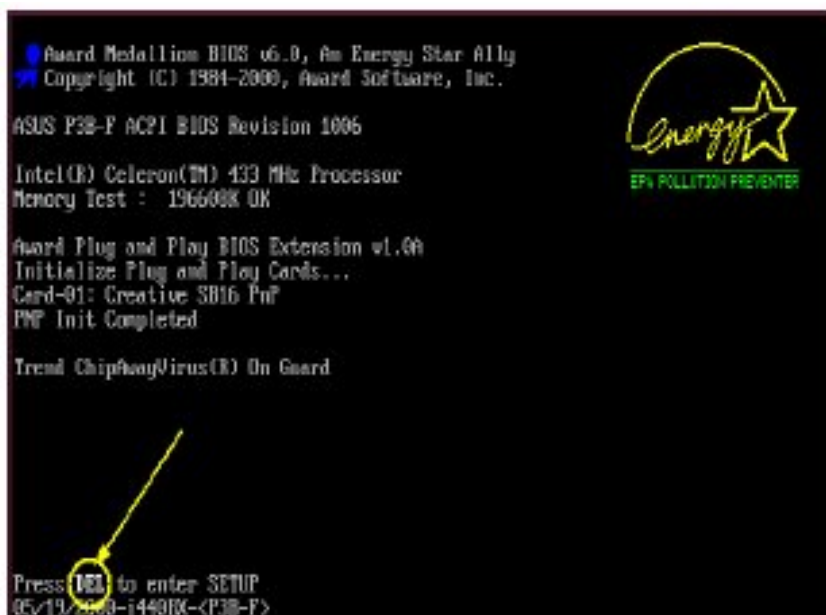 Award Medallion BIOS v6.0, An Energy Star Ally
Copyright (C) 1984-2000, Award Software, Inc.
energy
EPA POLLUTION PREVENTER
ASUS P3B-F ACPI BIOS Revision 1006
Intel(R) Celeron(TM) 433 MHz Processor
Memory Test : 196608K OK
Award Plug and Play BIOS Extension v1.0A
Initialize Plug and Play Cards...
Card-01: Creative SB16 PnP
PNP Init Completed
Trend ChipAwayVirus(R) On Guard
Press DEL to enter SETUP
05/19/2000-i440BX-<P3B-F>